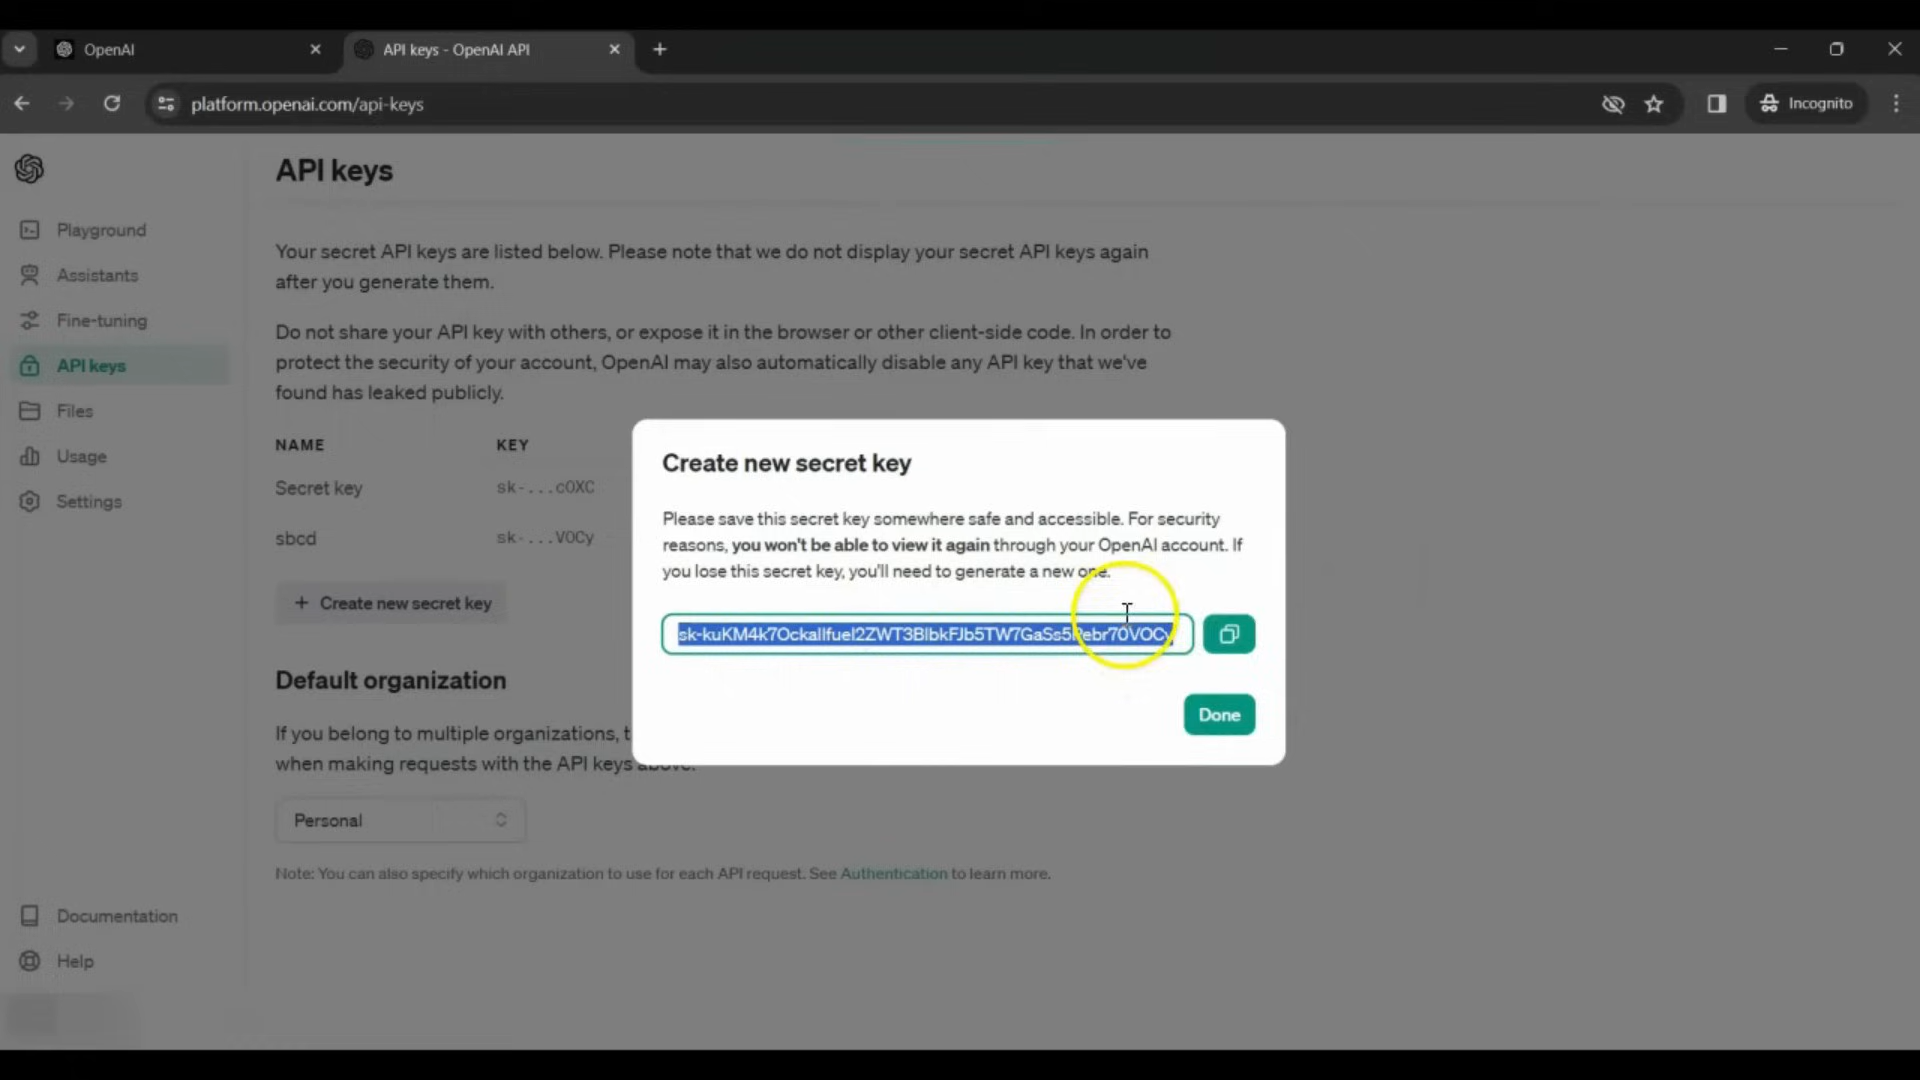 OpenAI
API keys - OpenAI API
platform.openai.com/api-keys
Incognito
API keys
Playground
Assistants
Fine-tuning
API keys
Files
Usage
Settings
Documentation
Help
Your secret API keys are listed below. Please note that we do not display your secret API keys again
after you generate them.
Do not share your API key with others, or expose it in the browser or other client-side code. In order to
protect the security of your account, OpenAI may also automatically disable any API key that we've
found has leaked publicly.
NAME KEY
Secret key sk-...cOXC
sbcd sk-...VOCy
+ Create new secret key
Default organization
If you belong to multiple organizations,
when making requests with the API keys above.
Personal
Note: You can also specify which organization to use for each API request. See Authentication to learn more.
Create new secret key
Please save this secret key somewhere safe and accessible. For security
reasons, you won't be able to view it again through your OpenAI account. If
you lose this secret key, you'll need to generate a new one.
Done